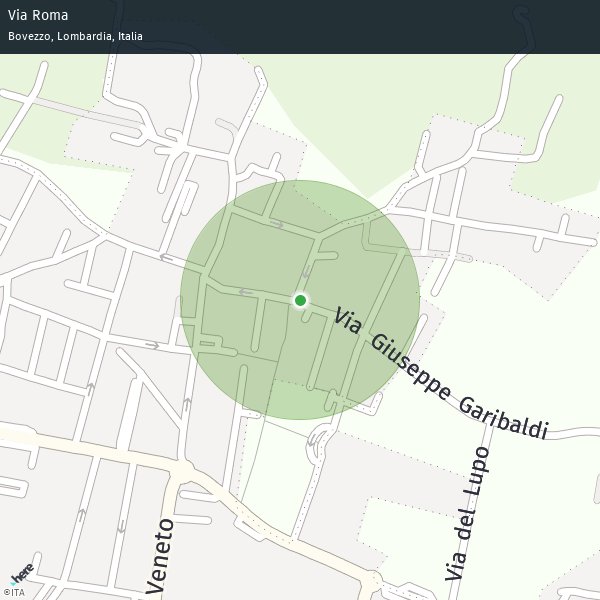 Via Roma
Bovezzo, Lombardia, Italia
Via Giuseppe Garibaldi
Via del Lupo
Veneto
here
©ITA